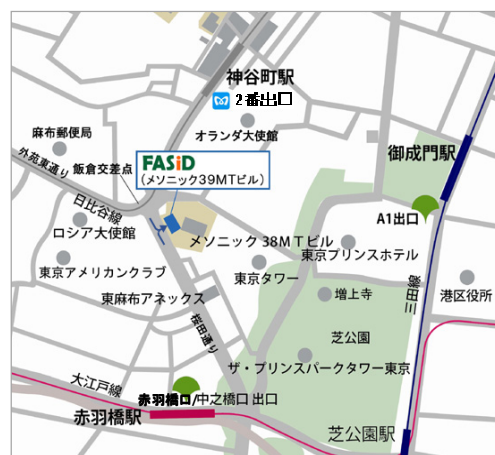 神谷町駅
2番出口
オランダ大使館
麻布郵便局
外苑東通り
飯倉交差点
FASiD
(メソニック39MTビル)
御成門駅
A1出口
日比谷線
ロシア大使館
メソニック 38MTビル
東京プリンスホテル
東京アメリカンクラブ
東京タワー
三田線
港区役所
東麻布アネックス
増上寺
桜田通り
芝公園
ザ・プリンスパークタワー東京
大江戸線
赤羽橋口/中之橋口 出口
赤羽橋駅
芝公園駅